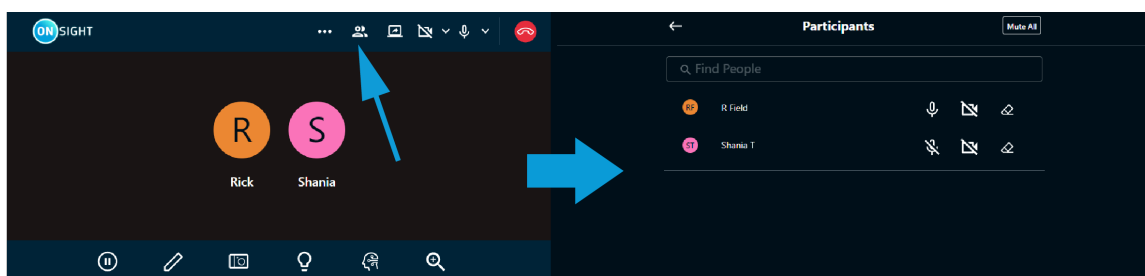 ONSIGHT
R S
Rick Shania
Participants Mute All
Find People
RF R Field
ST Shania T